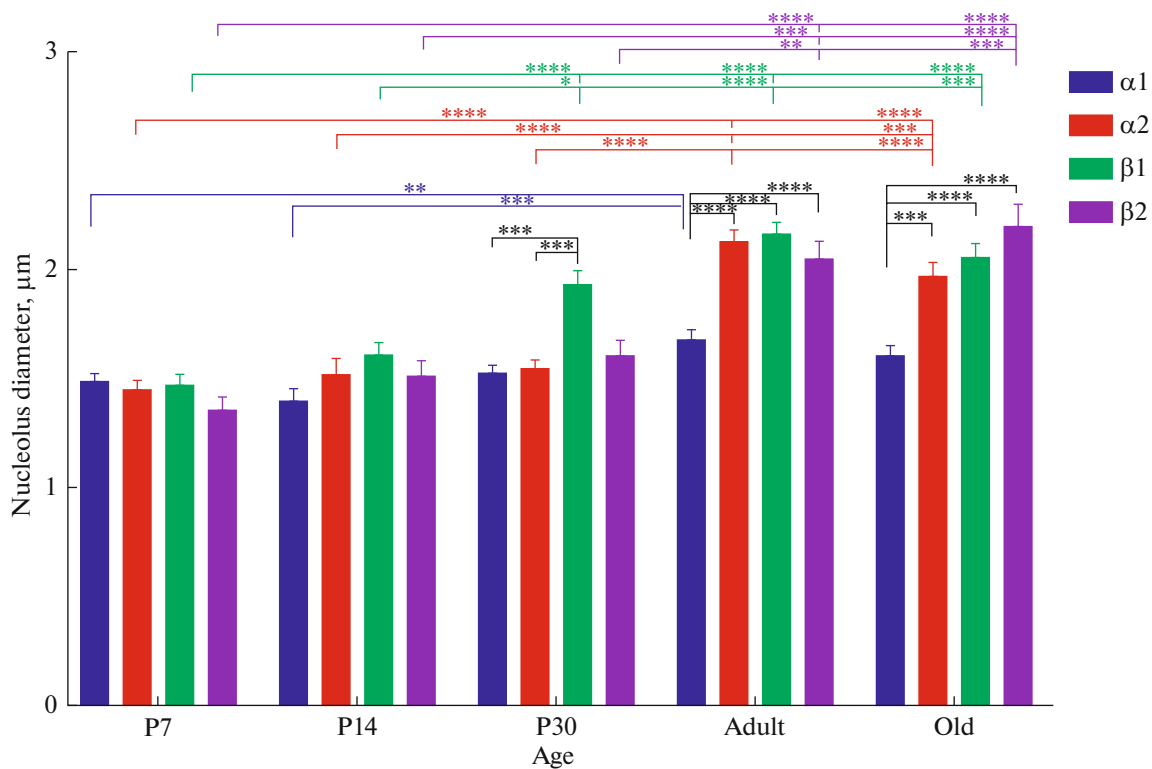 **** ****
*** ****
3
** ***
**** **** ****
* **** ***
α1
**** ***
α2
**** ***
**** ****
β1
** **** ****
*** **** ****
*** **** ***
***
β2
2
1
0
Nucleolus diameter, μm
P7 P14 P30 Adult Old
Age